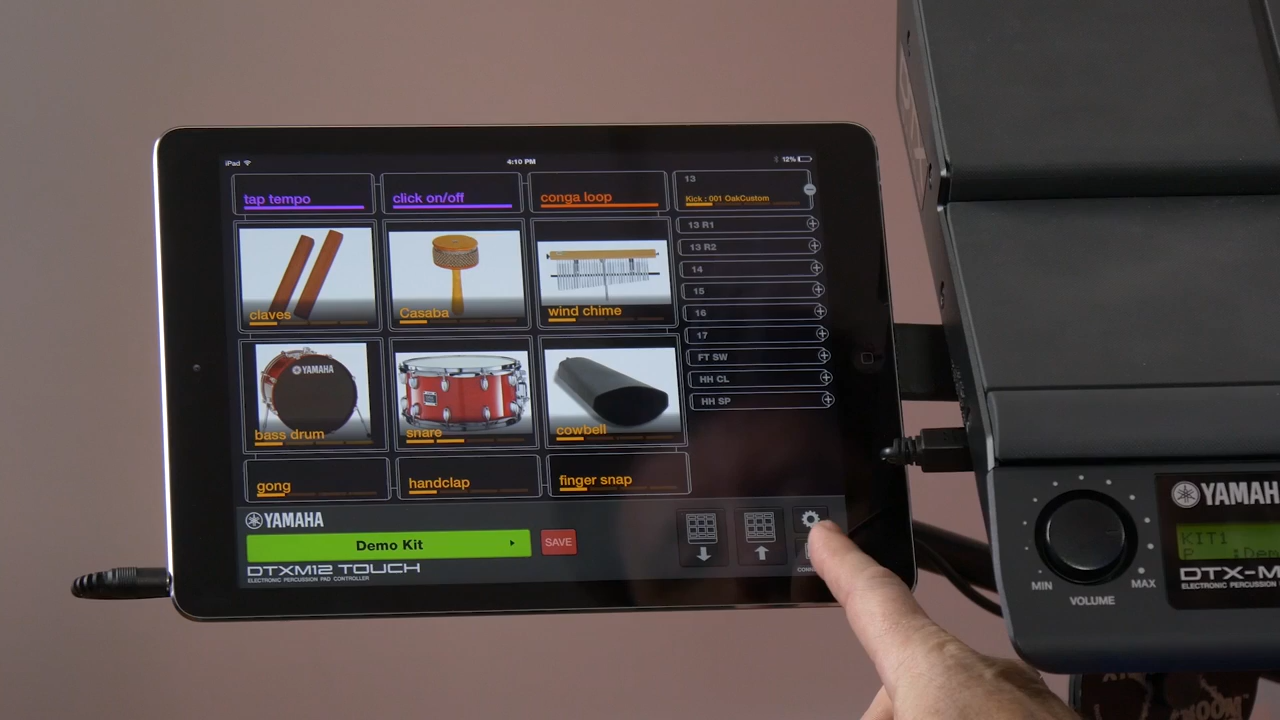 iPad
4:10 PM
12%
tap tempo
click on/off
conga loop
13
Kick : 001 OakCustom
13 R1
13 R2
14
15
16
17
FT SW
HH CL
HH SP
claves
Casaba
wind chime
YAMAHA
bass drum
snare
cowbell
gong
handclap
finger snap
YAMAHA
Demo Kit
SAVE
DTXM12 TOUCH
ELECTRONIC PERCUSSION PAD CONTROLLER
MIN
MAX
VOLUME
YAMAH
KIT1
DTX-M
ELECTRONIC PERCUSSION